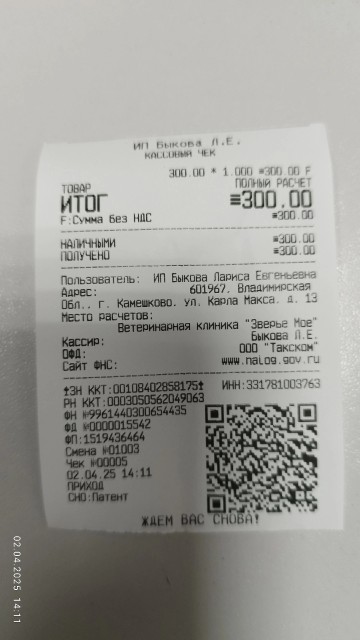 ИП Быкова Л.Е.
КАССОВЫЙ ЧЕК
300.00 * 1.000 ≡300.00 F
ТОВАР ПОЛНЫЙ РАСЧЕТ
ИТОГ ≡300.00
F:Сумма без НДС ≡300.00
НАЛИЧНЫМИ ≡300.00
ПОЛУЧЕНО ≡300.00
Пользователь: ИП Быкова Лариса Евгеньевна
Адрес: 601967, Владимирская
Обл., г. Камешково, ул. Карла Макса, д. 13
Место расчетов:
Ветеринарная клиника "Зверье Мое"
Кассир: Быкова Л.Е.
ОФД: ООО "Такском"
Сайт ФНС: www.nalog.gov.ru
ЗН ККТ:00108402858175 ИНН:331781003763
РН ККТ:0003050562049063
ФН №9961440300654435
ФД №0000015542
ФП:1519436464
Смена №01003
Чек №00005
02.04.25 14:11
ПРИХОД
СНО:Патент
ЖДЕМ ВАС СНОВА!
02.04.2025 14:11